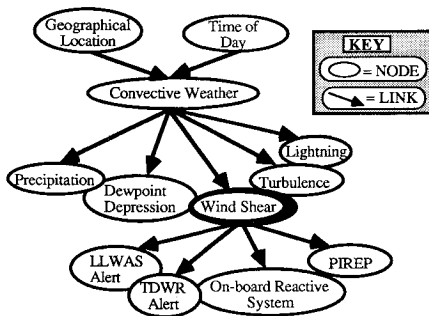 Geographical
Location
Time of
Day
KEY
= NODE
= LINK
Convective Weather
Lightning
Precipitation
Dewpoint
Depression
Turbulence
Wind Shear
LLWAS
Alert
TDWR
Alert
On-board Reactive
System
PIREP